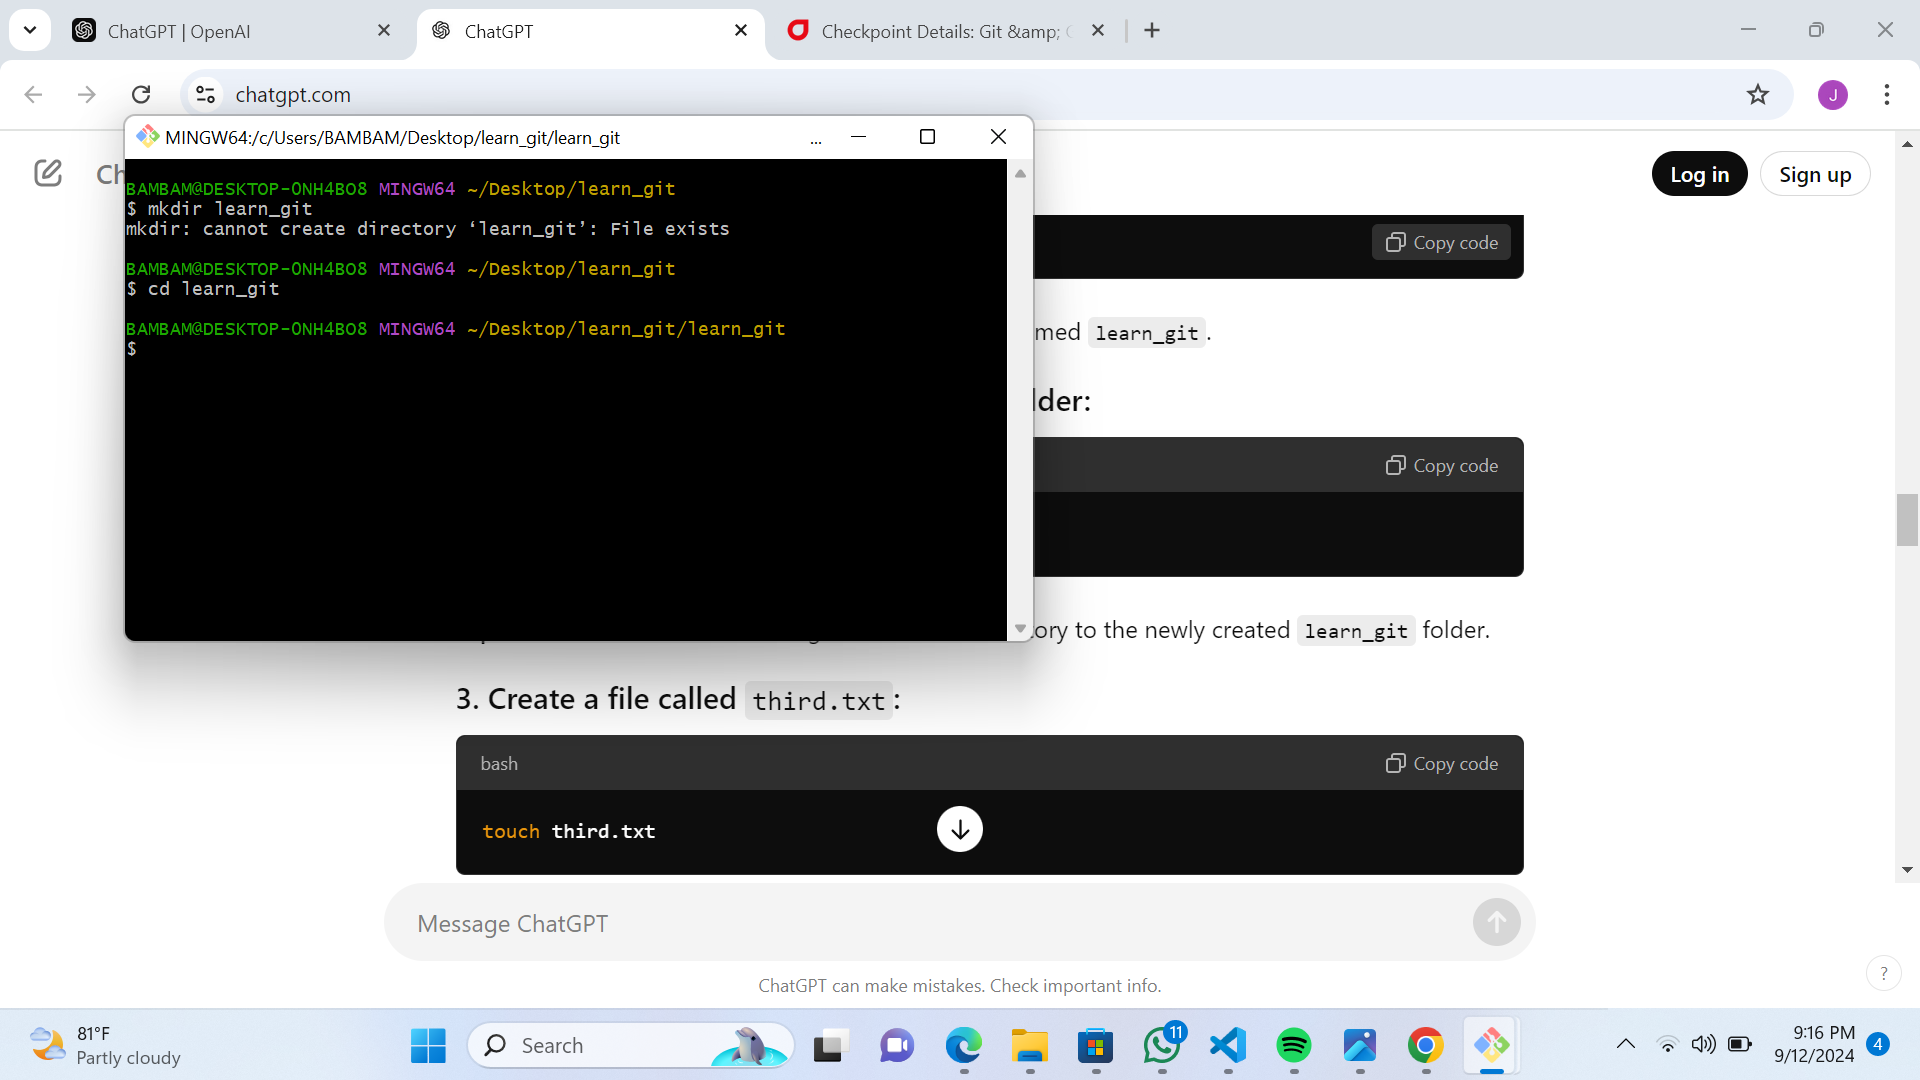 ChatGPT | OpenAI
ChatGPT
Checkpoint Details: Git &amp;
chatgpt.com
J
MINGW64:/c/Users/BAMBAM/Desktop/learn_git/learn_git
...
BAMBAM@DESKTOP-0NH4BO8 MINGW64 ~/Desktop/learn_git
$ mkdir learn_git
mkdir: cannot create directory ‘learn_git’: File exists
BAMBAM@DESKTOP-0NH4BO8 MINGW64 ~/Desktop/learn_git
$ cd learn_git
BAMBAM@DESKTOP-0NH4BO8 MINGW64 ~/Desktop/learn_git/learn_git
$
Ch
Log in
Sign up
Copy code
med learn_git.
lder:
Copy code
tory to the newly created learn_git folder.
3. Create a file called third.txt:
bash
Copy code
touch third.txt
Message ChatGPT
ChatGPT can make mistakes. Check important info.
?
81°F
Partly cloudy
Search
11
9:16 PM
9/12/2024
4